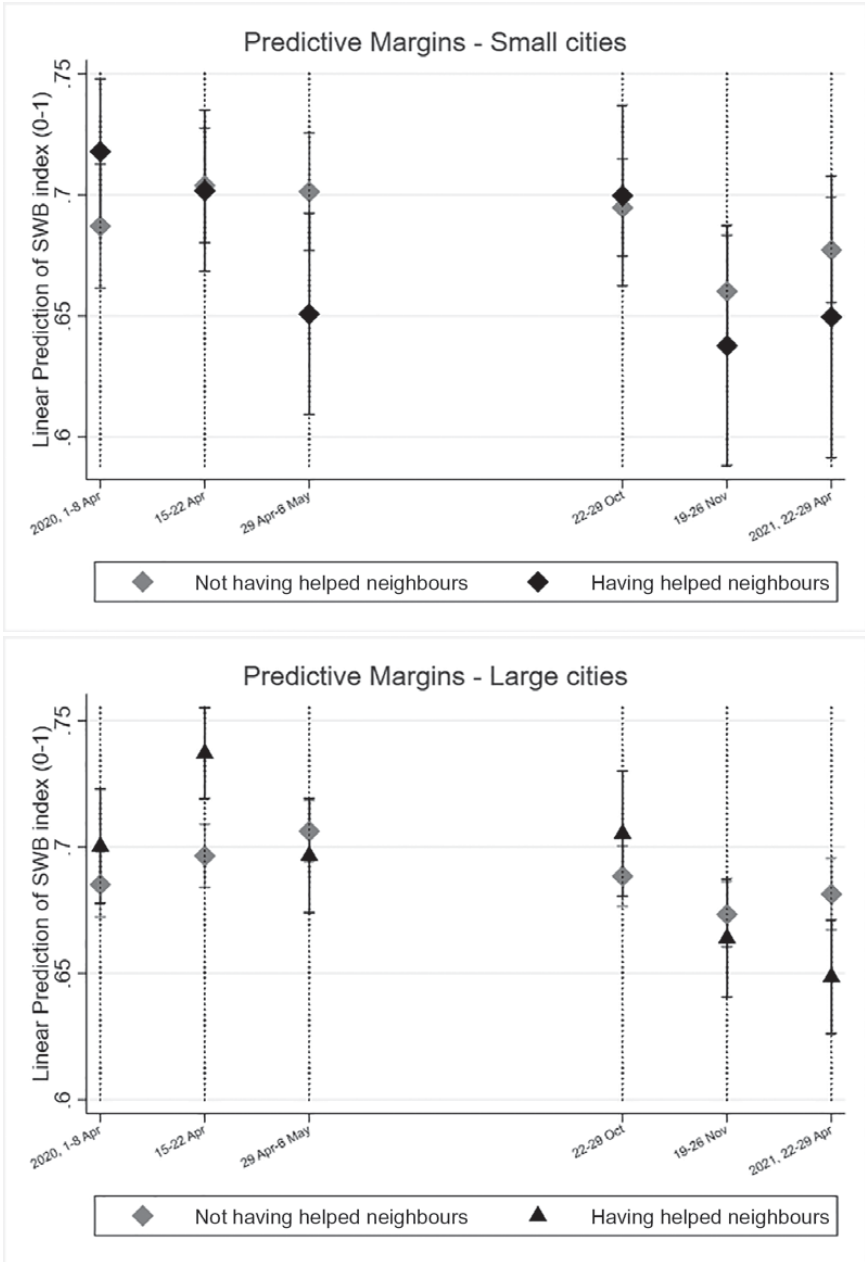 Predictive Margins - Small cities
Linear Prediction of SWB index (0-1)
.75
.7
.65
.6
2020, 1-8 Apr
15-22 Apr
29 Apr-6 May
22-29 Oct
19-26 Nov
2021, 22-29 Apr
Not having helped neighbours
Having helped neighbours
Predictive Margins - Large cities
Linear Prediction of SWB index (0-1)
.75
.7
.65
.6
2020, 1-8 Apr
15-22 Apr
29 Apr-6 May
22-29 Oct
19-26 Nov
2021, 22-29 Apr
Not having helped neighbours
Having helped neighbours